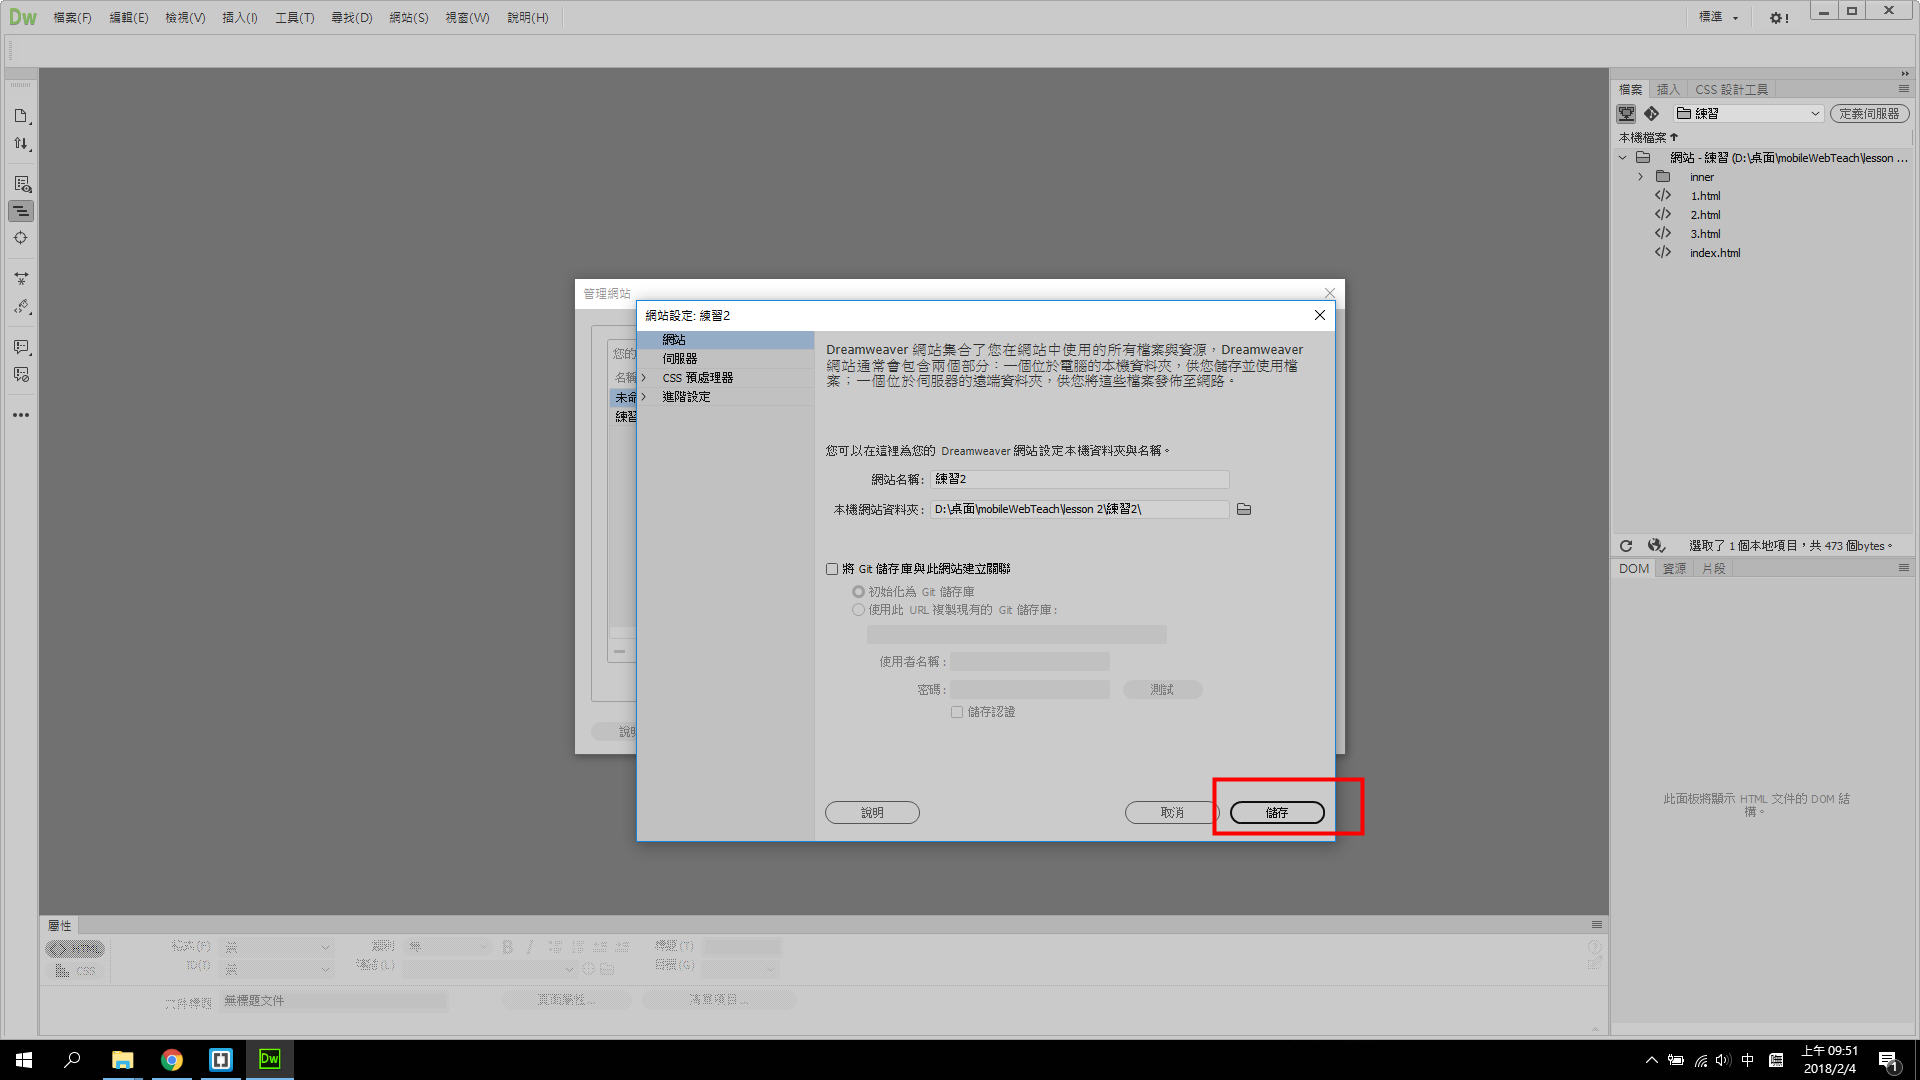 Dw 檔案(F) 編輯(E) 檢視(V) 插入(I) 工具(T) 尋找(D) 網站(S) 視窗(W) 說明(H)
標準
檔案 插入 CSS 設計工具
練習 定義伺服器
本機檔案
網站 - 練習 (D:\桌面\mobileWebTeach\lesson ...
inner
1.html
2.html
3.html
index.html
選取了 1 個本地項目，共 473 個bytes。
DOM 資源 片段
此面板將顯示 HTML 文件的 DOM 結
構。
管理網站
您的
名稱
未命
練習
說明
網站設定: 練習2
網站
伺服器
CSS 預處理器
進階設定
Dreamweaver 網站集合了您在網站中使用的所有檔案與資源，Dreamweaver
網站通常會包含兩個部分：一個位於電腦的本機資料夾，供您儲存並使用檔
案；一個位於伺服器的遠端資料夾，供您將這些檔案發佈至網路。
您可以在這裡為您的 Dreamweaver 網站設定本機資料夾與名稱。
網站名稱: 練習2
本機網站資料夾: D:\桌面\mobileWebTeach\lesson 2\練習2\
將 Git 儲存庫與此網站建立關聯
初始化為 Git 儲存庫
使用此 URL 複製現有的 Git 儲存庫:
使用者名稱:
密碼: 測試
儲存認證
說明 取消 儲存
屬性
HTML 格式(F) 無 類別 無 B I 標題(T)
CSS ID(I) 無 連結(L) 目標(G)
文件標題 無標題文件 頁面屬性... 清單項目...
Dw 中 上午 09:51
2018/2/4 1